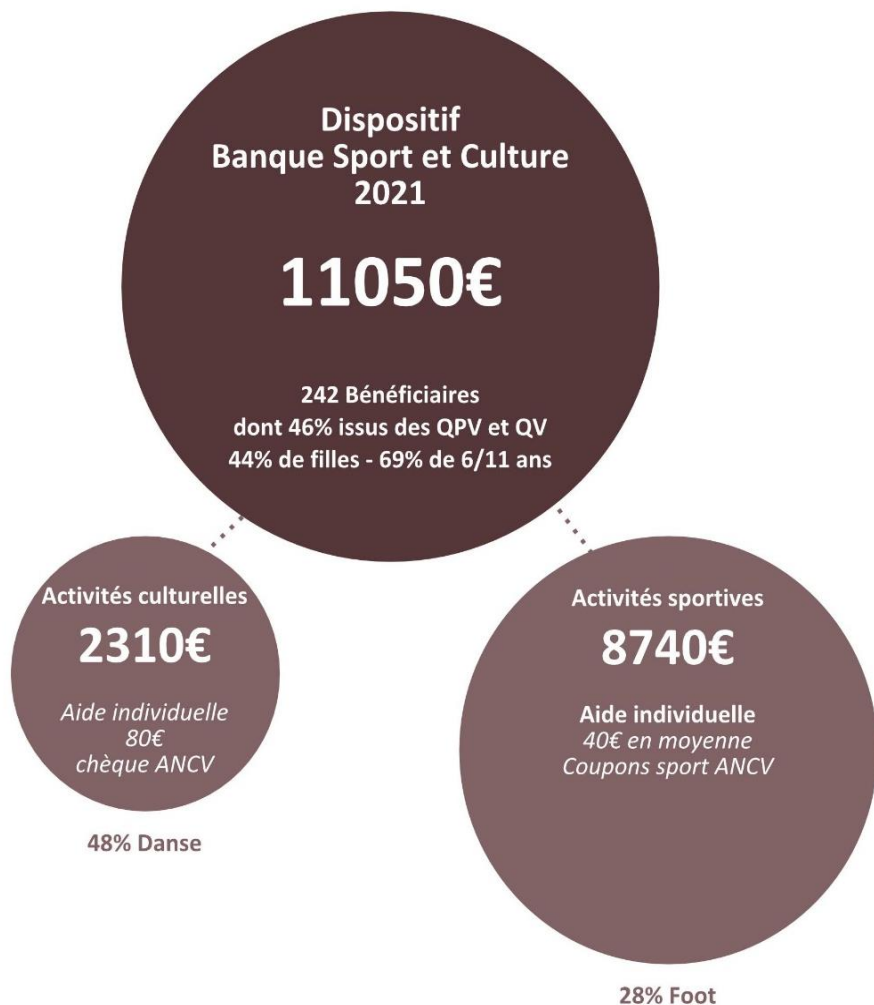 Dispositif
Banque Sport et Culture
2021
11050€
242 Bénéficiaires
dont 46% issus des QPV et QV
44% de filles - 69% de 6/11 ans
Activités culturelles
2310€
Aide individuelle
80€
chèque ANCV
48% Danse
Activités sportives
8740€
Aide individuelle
40€ en moyenne
Coupons sport ANCV
28% Foot